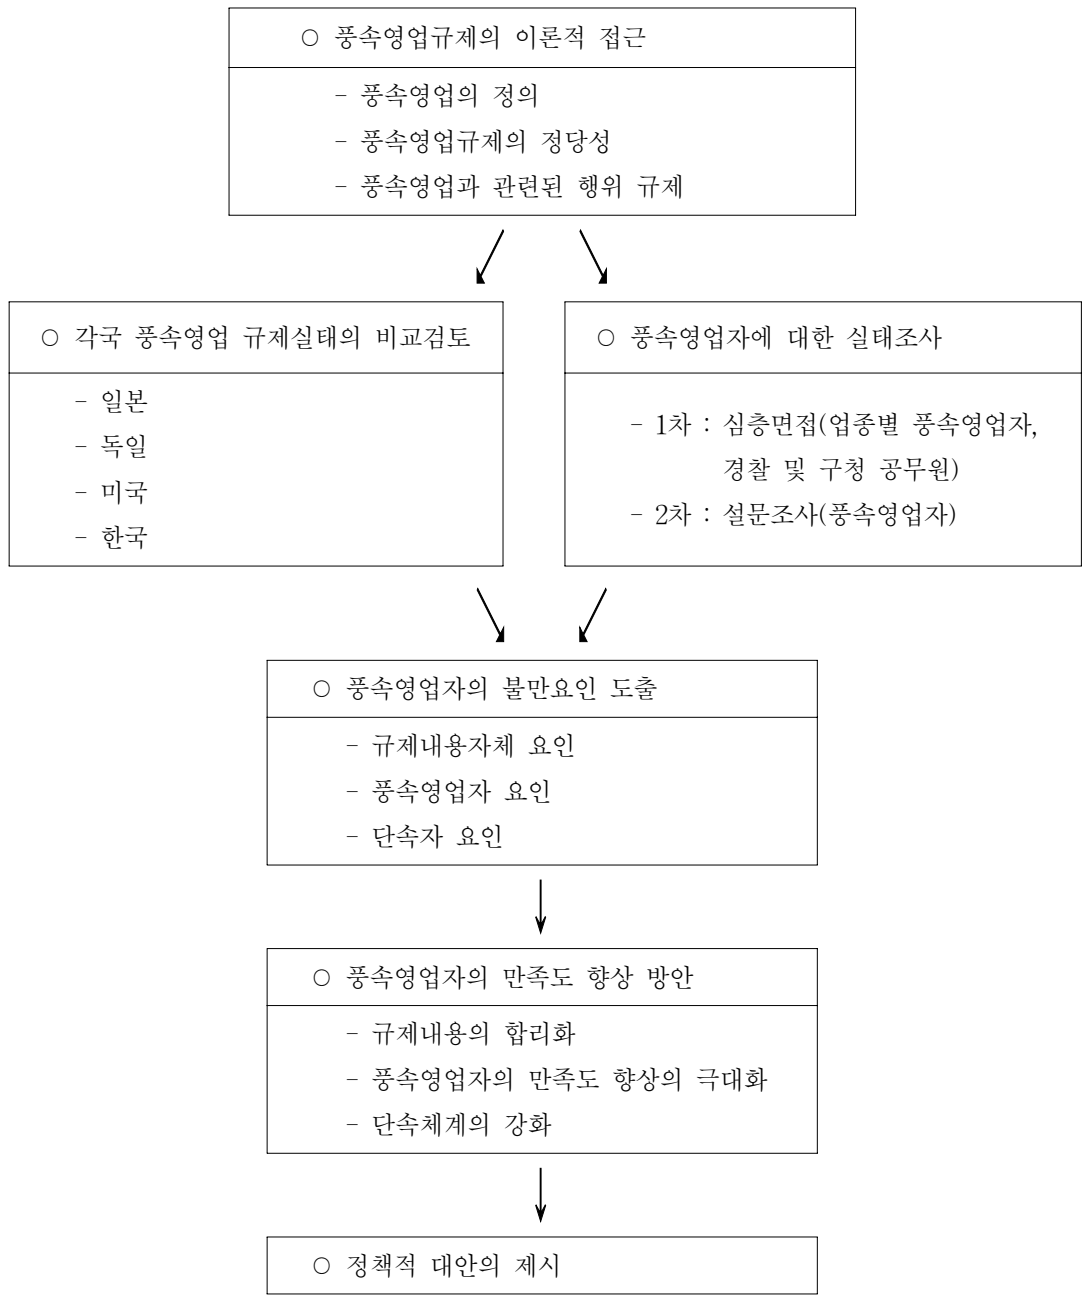 ○ 풍속영업규제의 이론적 접근
- 풍속영업의 정의
- 풍속영업규제의 정당성
- 풍속영업과 관련된 행위 규제
○ 각국 풍속영업 규제실태의 비교검토
- 일본
- 독일
- 미국
- 한국
○ 풍속영업자에 대한 실태조사
- 1차 : 심층면접(업종별 풍속영업자,
경찰 및 구청 공무원)
- 2차 : 설문조사(풍속영업자)
○ 풍속영업자의 불만요인 도출
- 규제내용자체 요인
- 풍속영업자 요인
- 단속자 요인
○ 풍속영업자의 만족도 향상 방안
- 규제내용의 합리화
- 풍속영업자의 만족도 향상의 극대화
- 단속체계의 강화
○ 정책적 대안의 제시